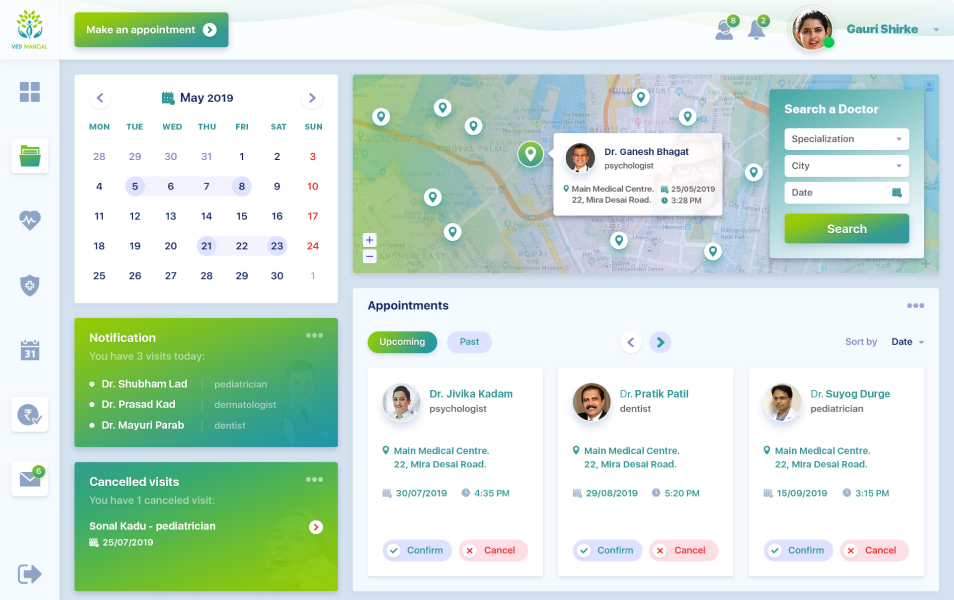 VED MANGAL
Make an appointment
8
2
Gauri Shirke
May 2019
MON TUE WED THU FRI SAT SUN
28 29 30 31 1 2 3
4 5 6 7 8 9 10
11 12 13 14 15 16 17
18 19 20 21 22 23 24
25 26 27 28 29 30 1
31
6
Notification
You have 3 visits today:
Dr. Shubham Lad | pediatrician
Dr. Prasad Kad | dermatologist
Dr. Mayuri Parab | dentist
Cancelled visits
You have 1 canceled visit:
Sonal Kadu - pediatrician
25/07/2019
ROYAL PALMS
POWAI
+
−
Dr. Ganesh Bhagat
psychologist
Main Medical Centre.
22, Mira Desai Road.
25/05/2019
3:28 PM
Search a Doctor
Specialization
City
Date
Search
Appointments
Upcoming
Past
Sort by Date
Dr. Jivika Kadam
psychologist
Main Medical Centre.
22, Mira Desai Road.
30/07/2019 4:35 PM
Confirm Cancel
Dr. Pratik Patil
dentist
Main Medical Centre.
22, Mira Desai Road.
29/08/2019 5:20 PM
Confirm Cancel
Dr. Suyog Durge
pediatrician
Main Medical Centre.
22, Mira Desai Road.
15/09/2019 3:15 PM
Confirm Cancel